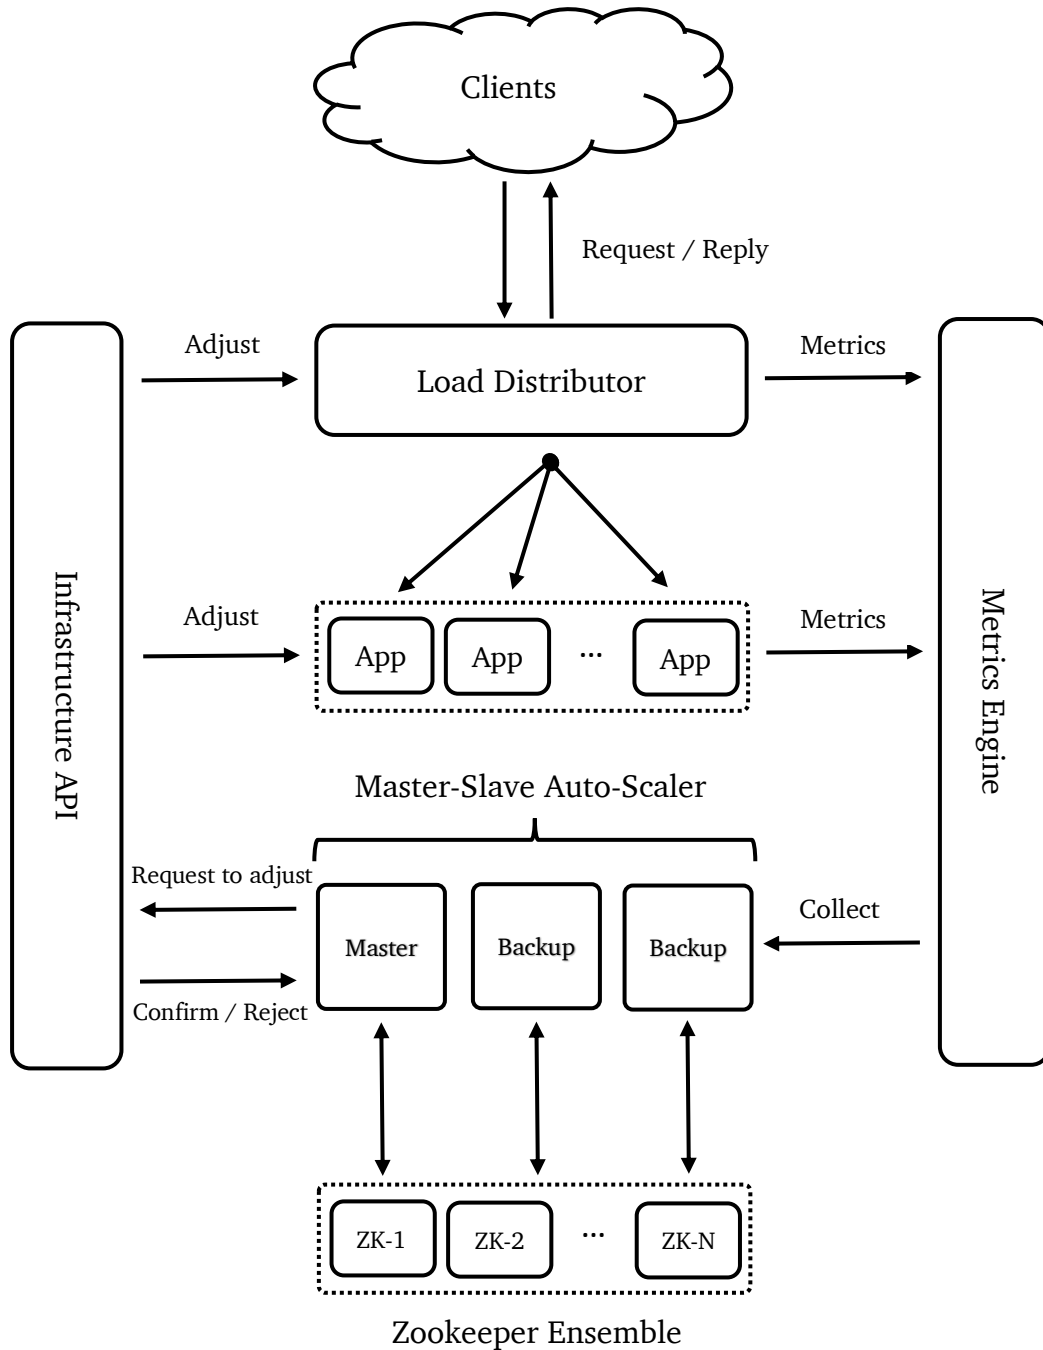 Clients
Request / Reply
Adjust
Metrics
Load Distributor
Infrastructure API
Metrics Engine
Adjust
Metrics
App
App
...
App
Master-Slave Auto-Scaler
Request to adjust
Collect
Master
Backup
Backup
Confirm / Reject
ZK-1
ZK-2
...
ZK-N
Zookeeper Ensemble